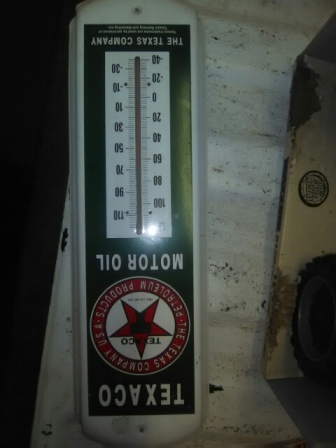 TEXACO
THE TEXAS COMPANY U.S.A.
TEXACO
PETROLEUM PRODUCTS
MOTOR OIL
110
100
90
80
70
60
50
40
30
20
10
0
-10
-20
-30
-40
THE TEXAS COMPANY